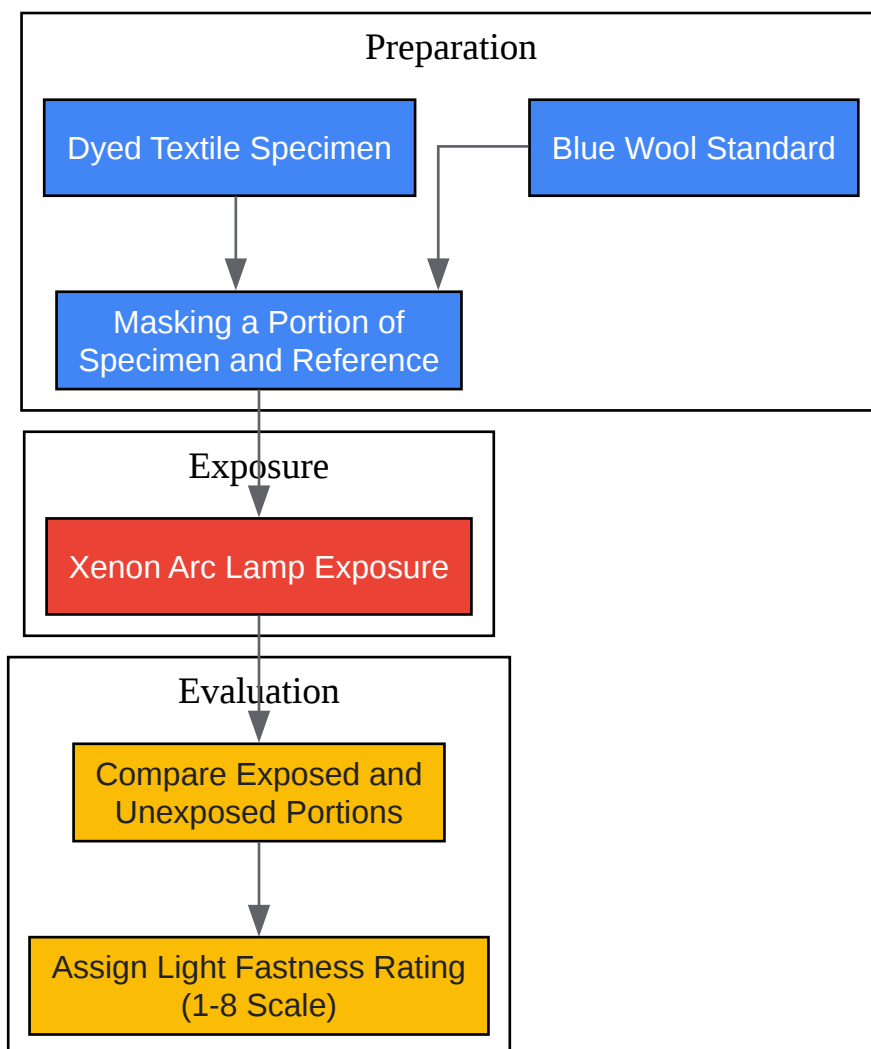 Preparation
Dyed Textile Specimen
Blue Wool Standard
Masking a Portion of
Specimen and Reference
Exposure
Xenon Arc Lamp Exposure
Evaluation
Compare Exposed and
Unexposed Portions
Assign Light Fastness Rating
(1-8 Scale)